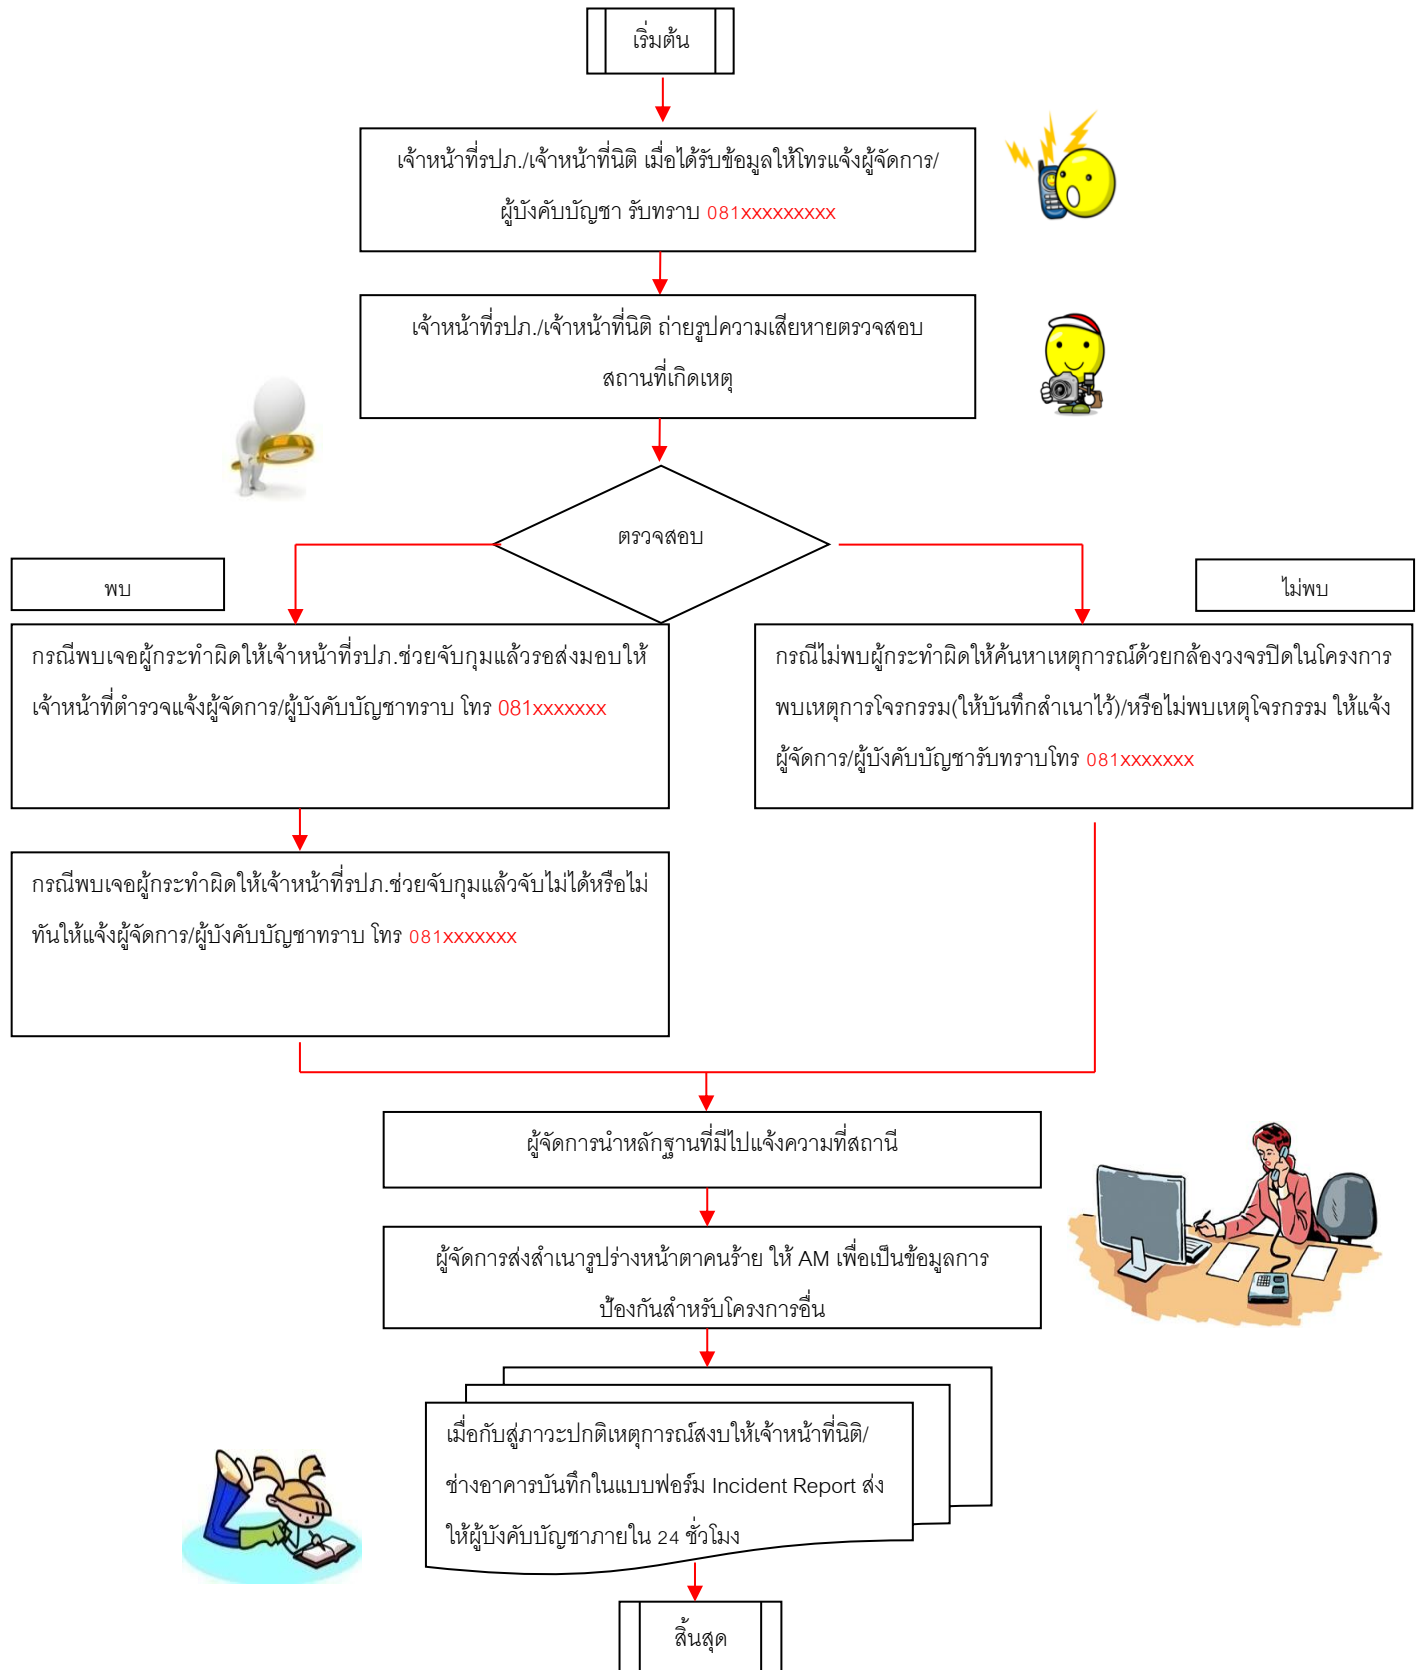 เริ่มต้น
เจ้าหน้าที่รปภ./เจ้าหน้าที่นิติ เมื่อได้รับข้อมูลให้โทรแจ้งผู้จัดการ/
ผู้บังคับบัญชา รับทราบ 081xxxxxxxxx
เจ้าหน้าที่รปภ./เจ้าหน้าที่นิติ ถ่ายรูปความเสียหายตรวจสอบ
สถานที่เกิดเหตุ
ตรวจสอบ
พบ
ไม่พบ
กรณีพบเจอผู้กระทำผิดให้เจ้าหน้าที่รปภ.ช่วยจับกุมแล้วรอส่งมอบให้
เจ้าหน้าที่ตำรวจแจ้งผู้จัดการ/ผู้บังคับบัญชาทราบ โทร 081xxxxxxx
กรณีไม่พบผู้กระทำผิดให้ค้นหาเหตุการณ์ด้วยกล้องวงจรปิดในโครงการ
พบเหตุการโจรกรรม(ให้บันทึกสำเนาไว้)/หรือไม่พบเหตุโจรกรรม ให้แจ้ง
ผู้จัดการ/ผู้บังคับบัญชารับทราบโทร 081xxxxxxx
กรณีพบเจอผู้กระทำผิดให้เจ้าหน้าที่รปภ.ช่วยจับกุมแล้วจับไม่ได้หรือไม่
ทันให้แจ้งผู้จัดการ/ผู้บังคับบัญชาทราบ โทร 081xxxxxxx
ผู้จัดการนำหลักฐานที่มีไปแจ้งความที่สถานี
ผู้จัดการส่งสำเนารูปร่างหน้าตาคนร้าย ให้ AM เพื่อเป็นข้อมูลการ
ป้องกันสำหรับโครงการอื่น
เมื่อกับสู่ภาวะปกติเหตุการณ์สงบให้เจ้าหน้าที่นิติ/
ช่างอาคารบันทึกในแบบฟอร์ม Incident Report ส่ง
ให้ผู้บังคับบัญชาภายใน 24 ชั่วโมง
สิ้นสุด